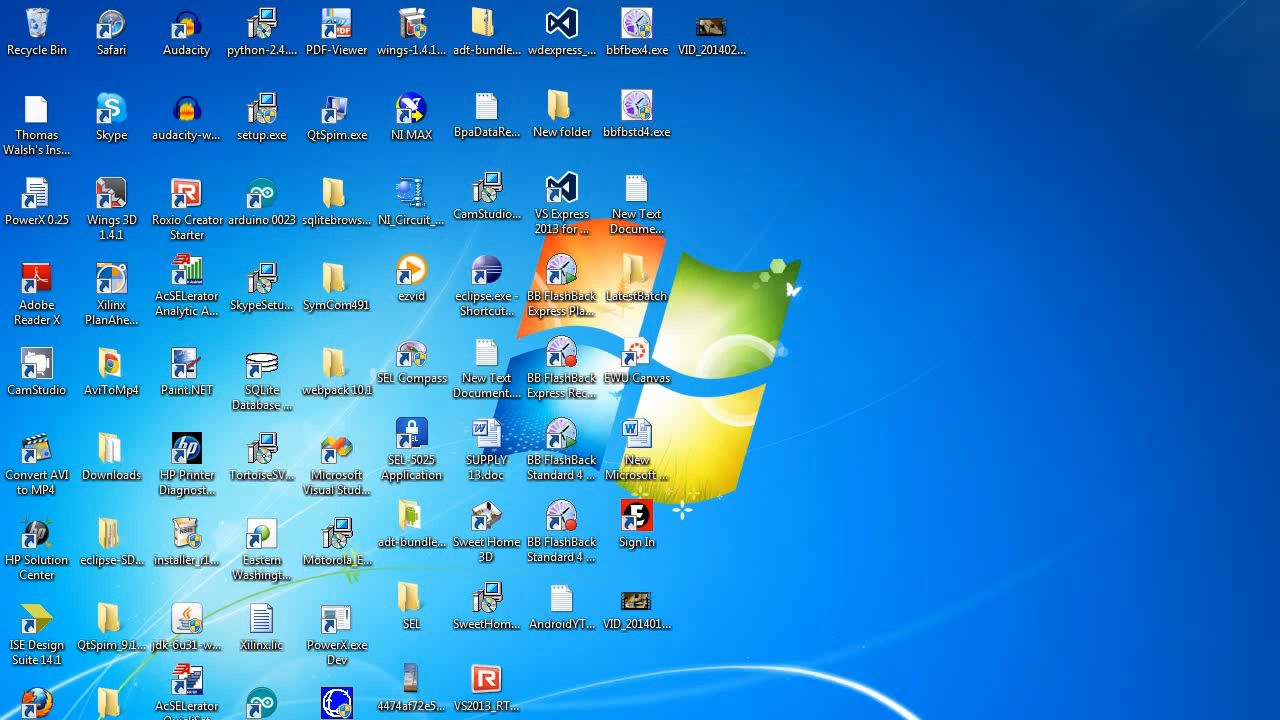 Recycle Bin
Safari
Audacity
python-2.4....
PDF-Viewer
wings-1.4.1...
adt-bundle...
wdexpress_...
bbfbex4.exe
VID_201402...
Thomas
Walsh's Ins...
Skype
audacity-w...
setup.exe
QtSpim.exe
NI MAX
BpaDataRe...
New folder
bbfbstd4.exe
PowerX 0.25
Wings 3D
1.4.1
Roxio Creator
Starter
arduino 0023
sqlitebrows...
NI_Circuit_...
CamStudio...
VS Express
2013 for ...
New Text
Docume...
Adobe
Reader X
Xilinx
PlanAhe...
AcSELerator
Analytic A...
SkypeSetu...
SymCom491
ezvid
eclipse.exe -
Shortcut...
BB FlashBack
Express Pla...
LatestBatch
CamStudio
AviToMp4
Paint.NET
SQLite
Database ...
webpack 10.1
SEL Compass
New Text
Document....
BB FlashBack
Express Rec...
EWU Canvas
Convert AVI
to MP4
Downloads
HP Printer
Diagnost...
TortoiseSV...
Microsoft
Visual Stud...
SEL-5025
Application
SUPPLY
13.doc
BB FlashBack
Standard 4 ...
New
Microsoft ...
HP Solution
Center
eclipse-SD...
installer_r1...
Eastern
Washingt...
Motorola_E...
adt-bundle...
Sweet Home
3D
BB FlashBack
Standard 4 ...
Sign In
ISE Design
Suite 14.1
QtSpim_9.1...
jdk-6u31-w...
Xilinx.lic
PowerX.exe
Dev
SEL
SweetHom...
AndroidYT...
VID_201401...
AcSELerator
QuickSet
4474af72e5...
VS2013_RT...